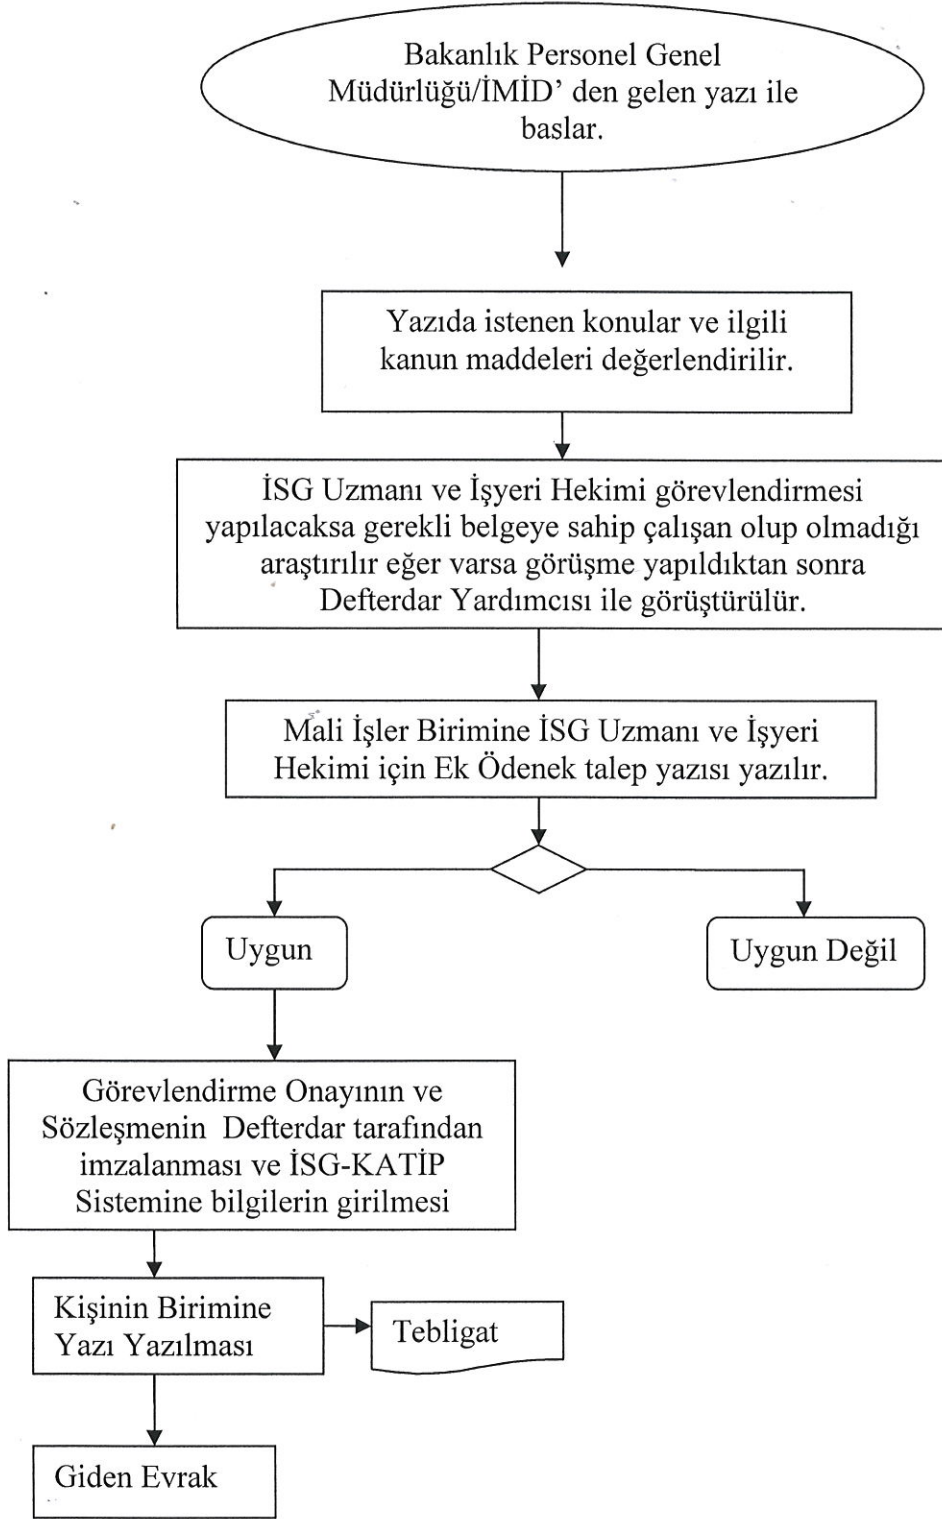 Bakanlık Personel Genel
Müdürlüğü/İMİD' den gelen yazı ile
baslar.
Yazıda istenen konular ve ilgili
kanun maddeleri değerlendirilir.
İSG Uzmanı ve İşyeri Hekimi görevlendirmesi
yapılacaksa gerekli belgeye sahip çalışan olup olmadığı
araştırılır eğer varsa görüşme yapıldıktan sonra
Defterdar Yardımcısı ile görüştürülür.
Mali İşler Birimine İSG Uzmanı ve İşyeri
Hekimi için Ek Ödenek talep yazısı yazılır.
Uygun
Uygun Değil
Görevlendirme Onayının ve
Sözleşmenin  Defterdar tarafından
imzalanması ve İSG-KATİP
Sistemine bilgilerin girilmesi
Kişinin Birimine
Yazı Yazılması
Tebligat
Giden Evrak